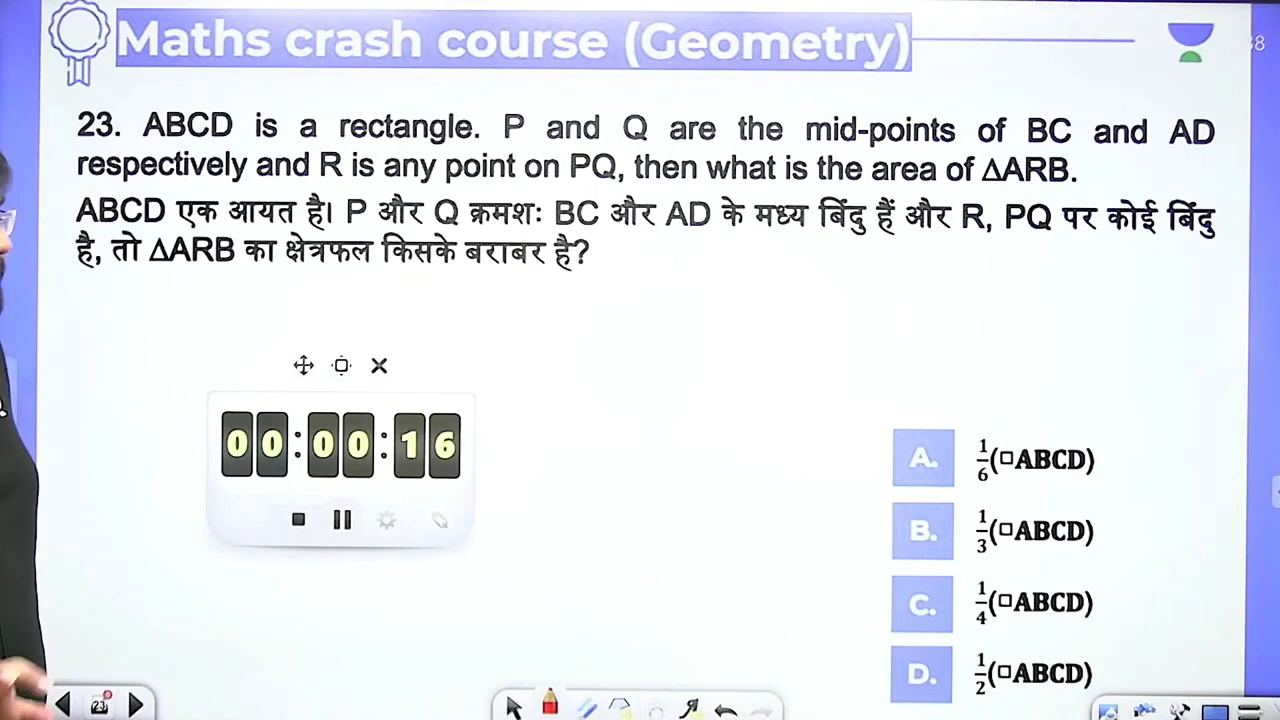 Maths crash course (Geometry)
38
23. ABCD is a rectangle. P and Q are the mid-points of BC and AD
respectively and R is any point on PQ, then what is the area of ΔARB.
ABCD एक आयत है। P और Q क्रमशः BC और AD के मध्य बिंदु हैं और R, PQ पर कोई बिंदु
है, तो ΔARB का क्षेत्रफल किसके बराबर है?
00:00:16
A. 1/6(□ABCD)
B. 1/3(□ABCD)
C. 1/4(□ABCD)
D. 1/2(□ABCD)
23